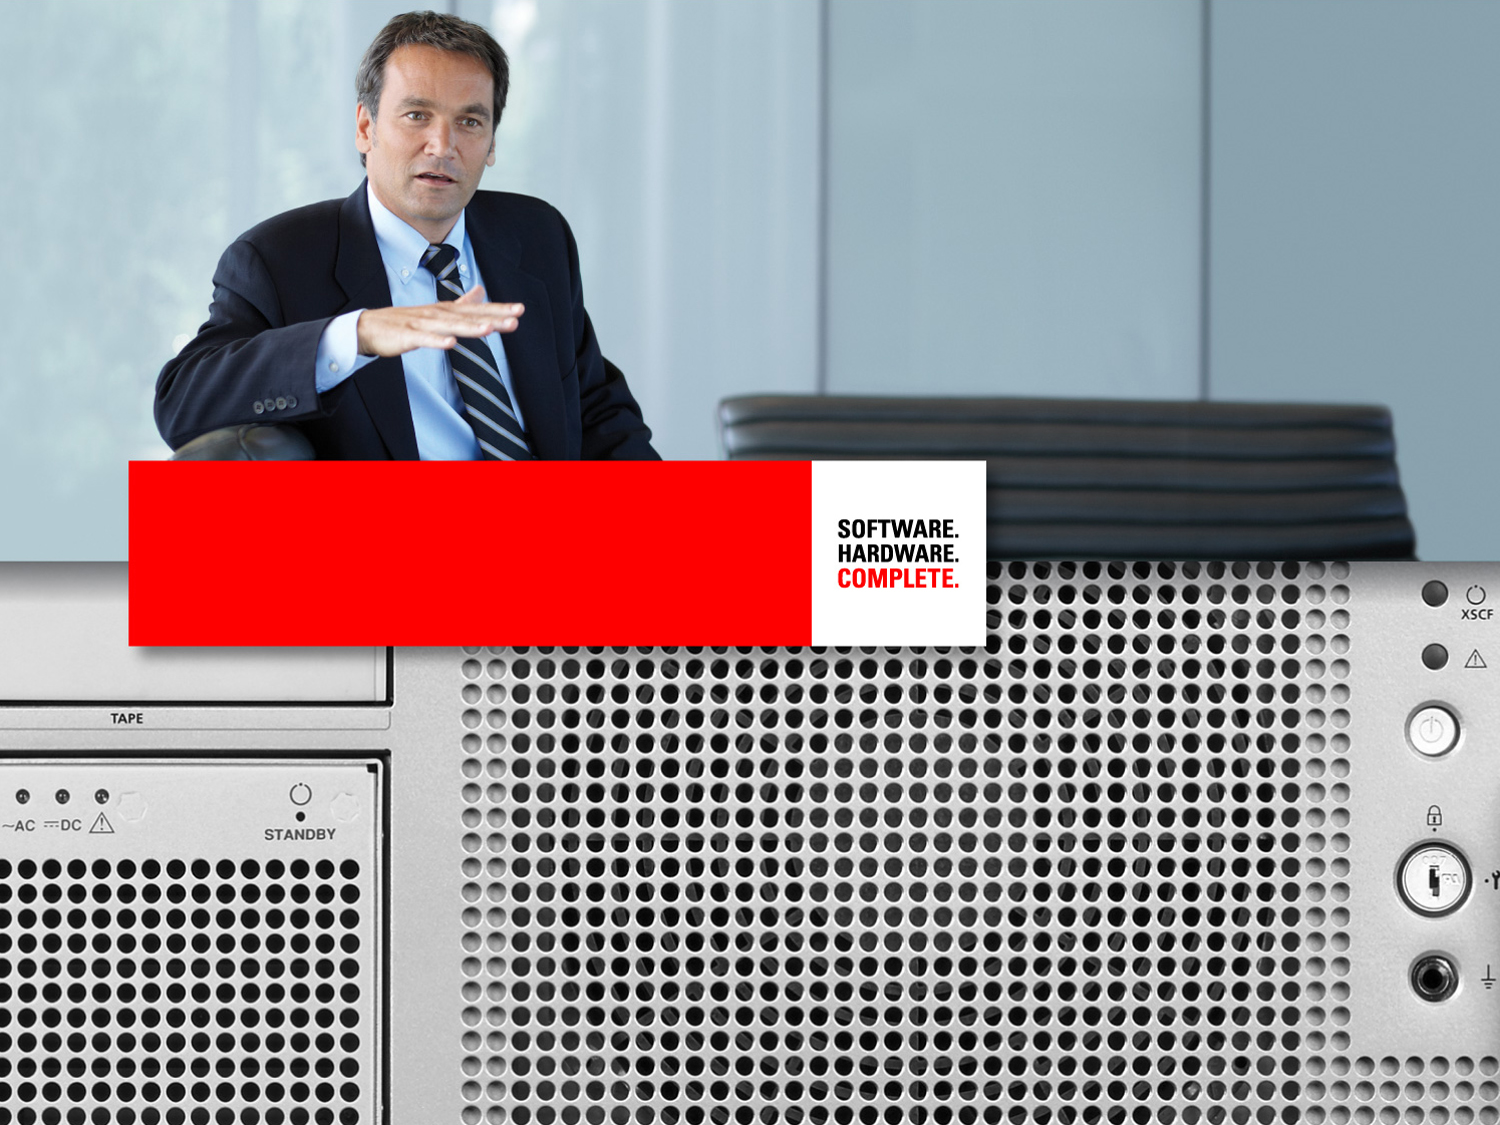 SOFTWARE.
HARDWARE.
COMPLETE.
XSCF
TAPE
~AC
DC
STANDBY